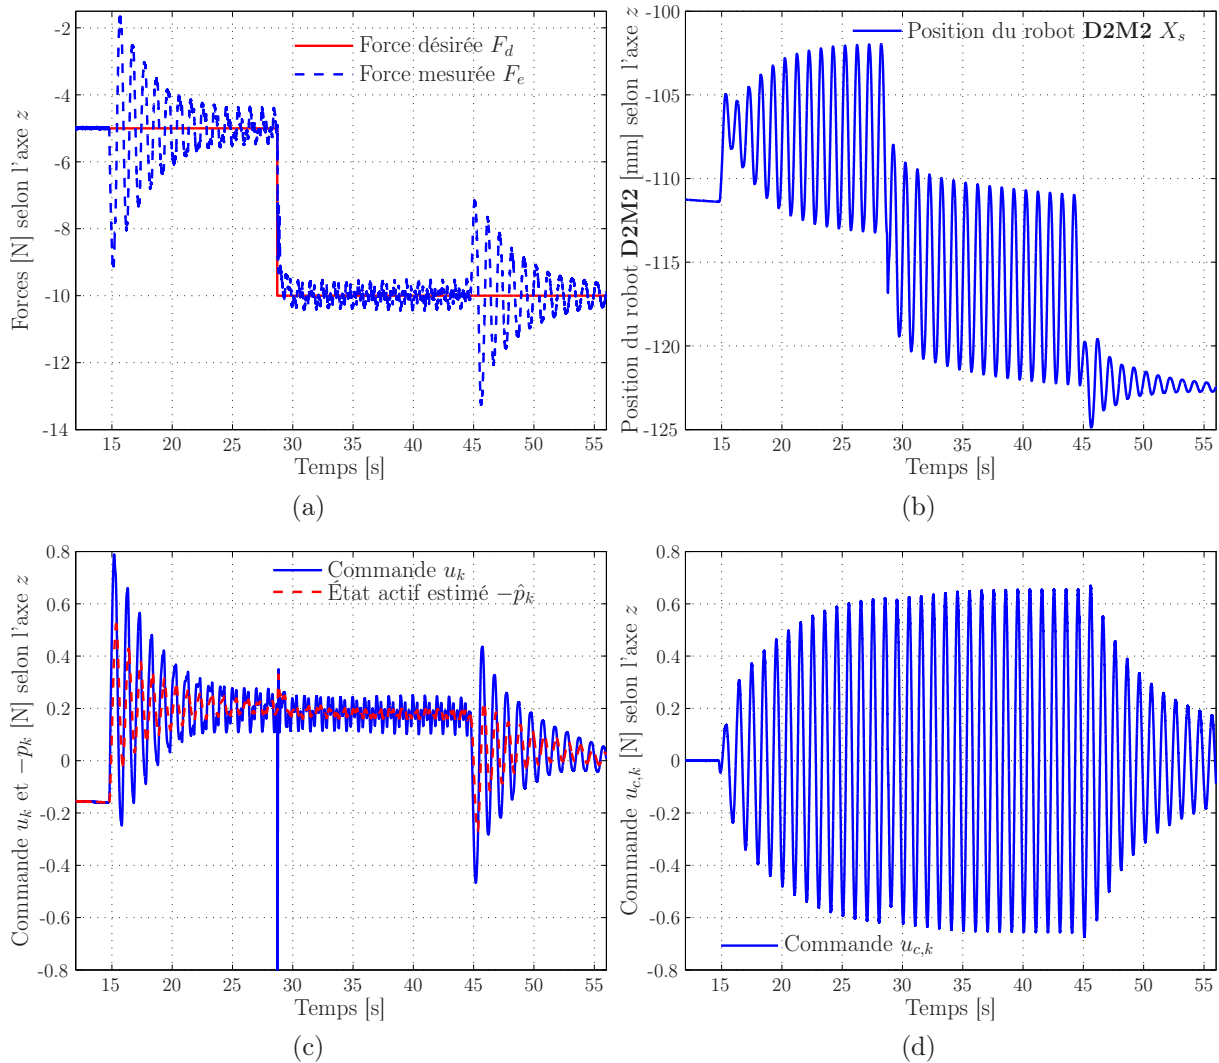 -2
-4
-6
-8
-10
-12
-14
15 20 25 30 35 40 45 50 55
Temps [s]
Forces [N] selon l'axe z
Force désirée F_d
Force mesurée F_e
(a)
-100
-105
-110
-115
-120
-125
15 20 25 30 35 40 45 50 55
Temps [s]
Position du robot D2M2 [mm] selon l'axe z
Position du robot D2M2 X_s
(b)
0.8
0.6
0.4
0.2
0
-0.2
-0.4
-0.6
-0.8
15 20 25 30 35 40 45 50 55
Temps [s]
Commande u_k et −p_k [N] selon l'axe z
Commande u_k
État actif estimé −p̂_k
(c)
0.8
0.6
0.4
0.2
0
-0.2
-0.4
-0.6
-0.8
15 20 25 30 35 40 45 50 55
Temps [s]
Commande u_{c,k} [N] selon l'axe z
Commande u_{c,k}
(d)